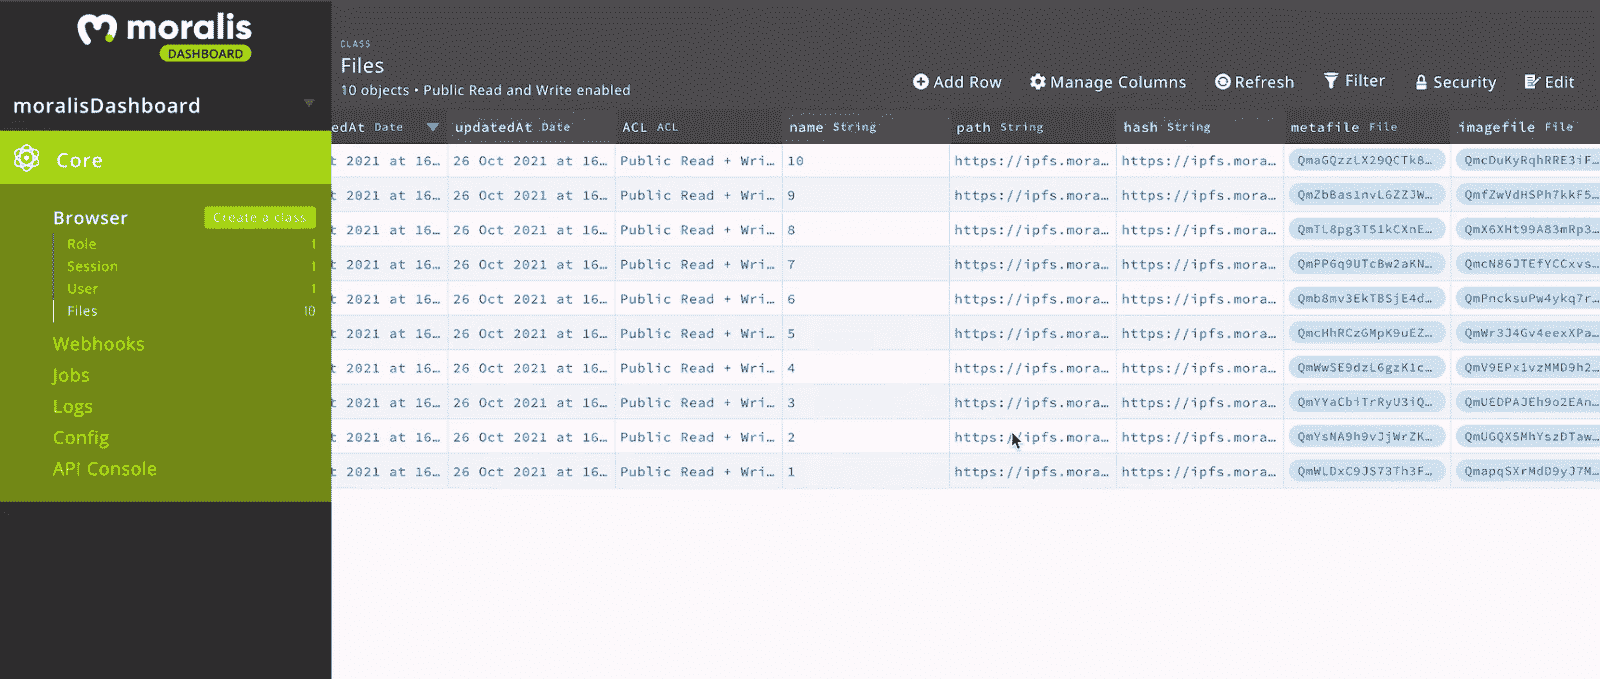 moralis
DASHBOARD
moralisDashboard
Core
Browser Create a class
Role 1
Session 1
User 1
Files 10
Webhooks
Jobs
Logs
Config
API Console
CLASS
Files
10 objects • Public Read and Write enabled
Add Row Manage Columns Refresh Filter Security Edit
edAt Date updatedAt Date ACL ACL name String path String hash String metafile File imagefile File
t 2021 at 16… 26 Oct 2021 at 16… Public Read + Wri… 10 https://ipfs.mora… https://ipfs.mora… QmaGQzzLX29QCTk8… QmcDuKyRqhRRE3iF…
t 2021 at 16… 26 Oct 2021 at 16… Public Read + Wri… 9 https://ipfs.mora… https://ipfs.mora… QmZbBas1nvL6ZZJW… QmfZwVdHSPh7kkF5…
t 2021 at 16… 26 Oct 2021 at 16… Public Read + Wri… 8 https://ipfs.mora… https://ipfs.mora… QmTL8pg3TS1kCXnE… QmX6XHt99A83mRp3…
t 2021 at 16… 26 Oct 2021 at 16… Public Read + Wri… 7 https://ipfs.mora… https://ipfs.mora… QmPP6q9UTcBw2aKN… QmcN86JTEfYCCxvs…
t 2021 at 16… 26 Oct 2021 at 16… Public Read + Wri… 6 https://ipfs.mora… https://ipfs.mora… Qmb8mv3EkTBSjE4d… QmPncksuPw4ykq7r…
t 2021 at 16… 26 Oct 2021 at 16… Public Read + Wri… 5 https://ipfs.mora… https://ipfs.mora… QmcHhRCzGMpK9uEZ… QmWr3J4Gv4eexXPa…
t 2021 at 16… 26 Oct 2021 at 16… Public Read + Wri… 4 https://ipfs.mora… https://ipfs.mora… QmWwSE9dzL6gzK1c… QmV9EPx1vzMMD9h2…
t 2021 at 16… 26 Oct 2021 at 16… Public Read + Wri… 3 https://ipfs.mora… https://ipfs.mora… QmYYaCbiTrRyU3iQ… QmUEDPAJEh9o2EAn…
t 2021 at 16… 26 Oct 2021 at 16… Public Read + Wri… 2 https://ipfs.mora… https://ipfs.mora… QmYsNA9h9vJjWrZK… QmUGQX5MhYszDTaw…
t 2021 at 16… 26 Oct 2021 at 16… Public Read + Wri… 1 https://ipfs.mora… https://ipfs.mora… QmWLDxC9JS73Th3F… QmapqSXrMdD9yJ7M…